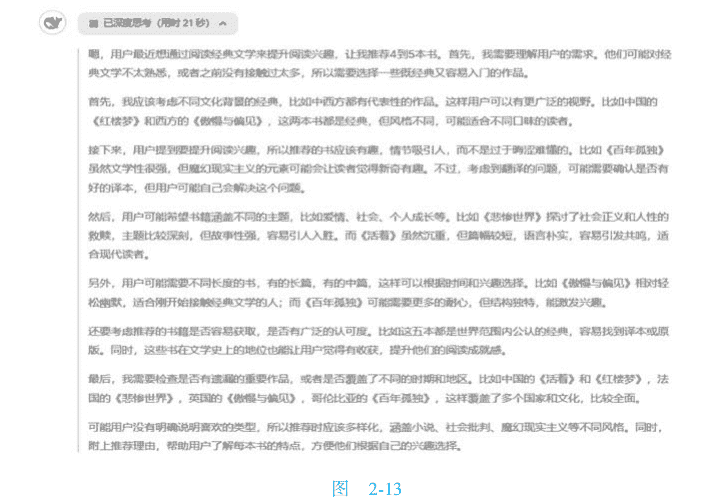 已深度思考（用时 21 秒）
嗯，用户最近想通过阅读经典文学来提升阅读兴趣，让我推荐4到5本书。首先，我需要理解用户的需求。他们可能对经
典文学不太熟悉，或者之前没有接触过太多，所以需要选择一些既经典又容易入门的作品。
首先，我应该考虑不同文化背景的经典，比如中西方都有代表性的作品。这样用户可以有更广泛的视野。比如中国的
《红楼梦》和西方的《傲慢与偏见》，这两本书都是经典，但风格不同，可能适合不同口味的读者。
接下来，用户提到要提升阅读兴趣，所以推荐的书应该有趣，情节吸引人，而不是过于晦涩难懂的。比如《百年孤独》
虽然文学性很强，但魔幻现实主义的元素可能会让读者觉得新奇有趣。不过，考虑到翻译的问题，可能需要确认是否有
好的译本，但用户可能自己会解决这个问题。
然后，用户可能希望书籍涵盖不同的主题，比如爱情、社会、个人成长等。比如《悲惨世界》探讨了社会正义和人性的
救赎，主题比较深刻，但故事性强，容易引人入胜。而《活着》虽然沉重，但篇幅较短，语言朴实，容易引发共鸣，适
合现代读者。
另外，用户可能需要不同长度的书，有的长篇，有的中篇，这样可以根据时间和兴趣选择。比如《傲慢与偏见》相对轻
松幽默，适合刚开始接触经典文学的人；而《百年孤独》可能需要更多的耐心，但结构独特，能激发兴趣。
还要考虑推荐的书籍是否容易获取，是否有广泛的认可度。比如这五本都是世界范围内公认的经典，容易找到译本或原
版。同时，这些书在文学史上的地位也能让用户觉得有收获，提升他们的阅读成就感。
最后，我需要检查是否有遗漏的重要作品，或者是否覆盖了不同的时期和地区。比如中国的《活着》和《红楼梦》，法
国的《悲惨世界》，英国的《傲慢与偏见》，哥伦比亚的《百年孤独》，这样覆盖了多个国家和文化，比较全面。
可能用户没有明确说明喜欢的类型，所以推荐时应该多样化，涵盖小说、社会批判、魔幻现实主义等不同风格。同时，
附上推荐理由，帮助用户了解每本书的特点，方便他们根据自己的兴趣选择。
图 2-13